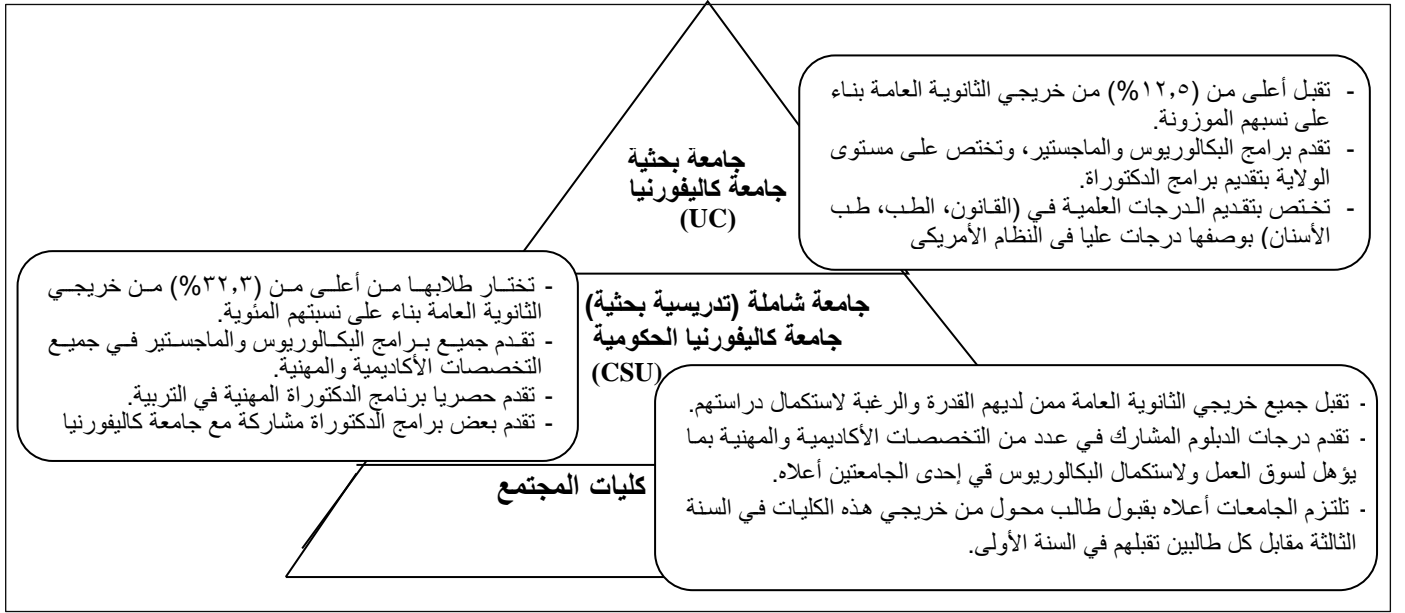 - تقبل أعلى من (١٢,٥%) من خريجي الثانوية العامة بناء
على نسبهم الموزونة.
- تقدم برامج البكالوريوس والماجستير، وتختص على مستوى
الولاية بتقديم برامج الدكتوراة.
- تختص بتقديم الدرجات العلمية في (القانون، الطب، طب
الأسنان) بوصفها درجات عليا في النظام الأمريكي
جامعة بحثية
جامعة كاليفورنيا
(UC)
- تختار طلابها من أعلى من (٣٢,٣%) من خريجي
الثانوية العامة بناء على نسبتهم المئوية.
- تقدم جميع برامج البكالوريوس والماجستير في جميع
التخصصات الأكاديمية والمهنية.
- تقدم حصريا برنامج الدكتوراة المهنية في التربية.
- تقدم بعض برامج الدكتوراة مشاركة مع جامعة كاليفورنيا
جامعة شاملة (تدريسية بحثية)
جامعة كاليفورنيا الحكومية
(CSU)
- تقبل جميع خريجي الثانوية العامة ممن لديهم القدرة والرغبة لاستكمال دراستهم.
- تقدم درجات الدبلوم المشارك في عدد من التخصصات الأكاديمية والمهنية بما
يؤهل لسوق العمل ولاستكمال البكالوريوس قي إحدى الجامعتين أعلاه.
- تلتزم الجامعات أعلاه بقبول طالب محول من خريجي هذه الكليات في السنة
الثالثة مقابل كل طالبين تقبلهم في السنة الأولى.
كليات المجتمع